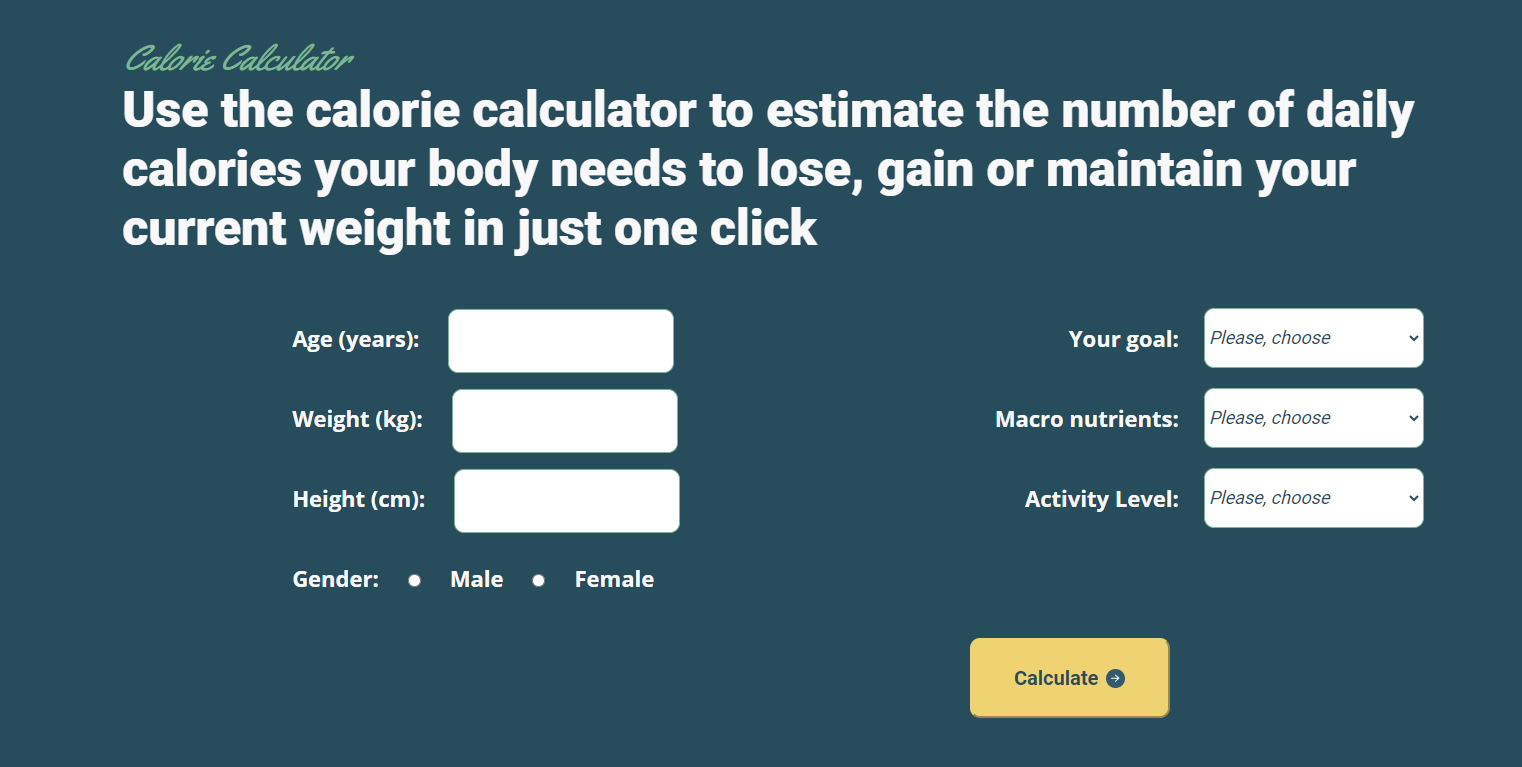 Calorie Calculator
Use the calorie calculator to estimate the number of daily
calories your body needs to lose, gain or maintain your
current weight in just one click
Age (years):
Weight (kg):
Height (cm):
Gender: Male Female
Your goal: Please, choose
Macro nutrients: Please, choose
Activity Level: Please, choose
Calculate